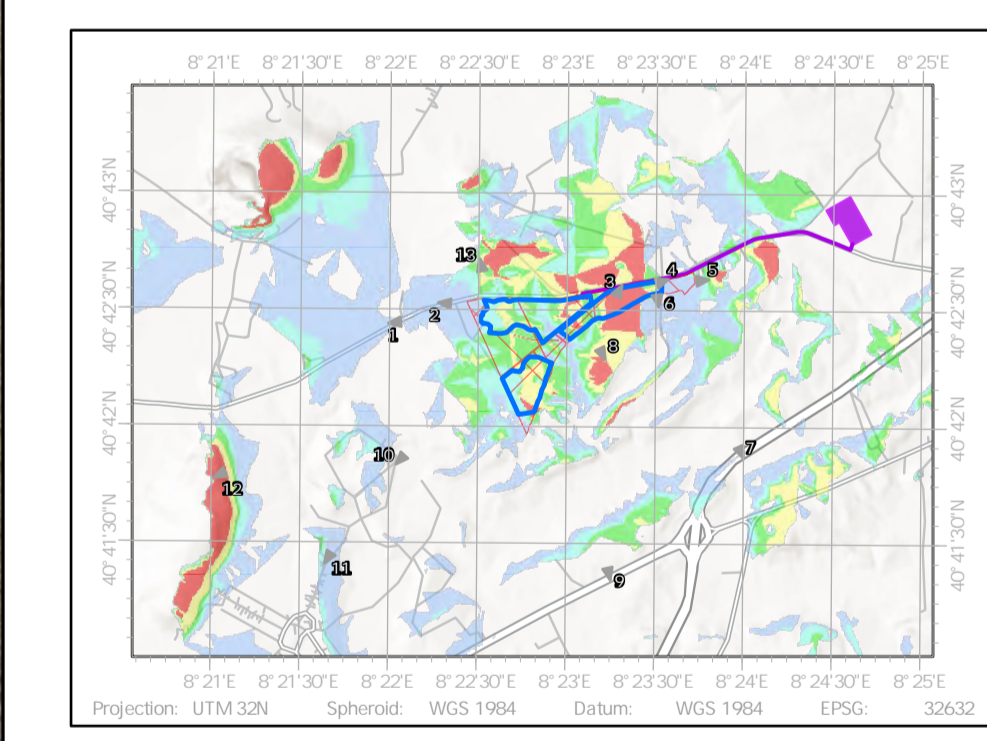 8° 21'E 8° 21'30"E 8° 22'E 8° 22'30"E 8° 23'E 8° 23'30"E 8° 24'E 8° 24'30"E 8° 25'E
40° 43'N 40° 43'N
13 4 5
3
6
2
40° 42'30"N 40° 42'30"N
1 8
40° 42'N 40° 42'N
10 7
12
40° 41'30"N 40° 41'30"N
11 9
8° 21'E 8° 21'30"E 8° 22'E 8° 22'30"E 8° 23'E 8° 23'30"E 8° 24'E 8° 24'30"E 8° 25'E
Projection: UTM 32N Spheroid: WGS 1984 Datum: WGS 1984 EPSG: 32632